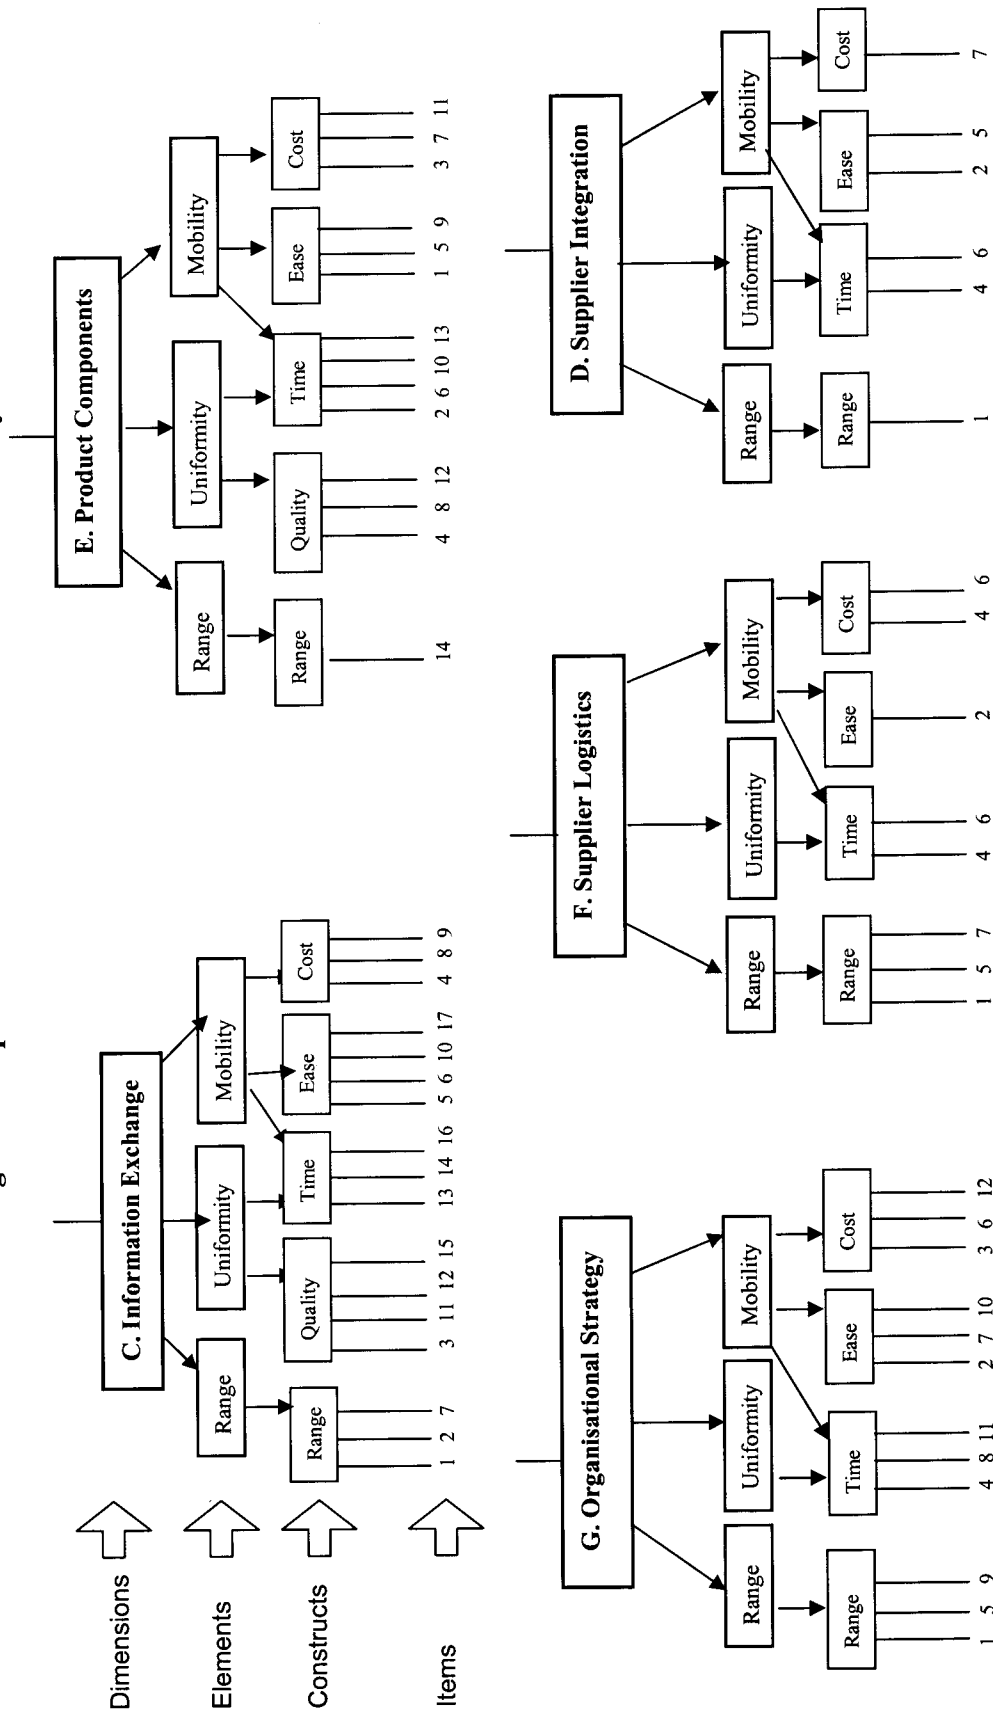 Dimensions
Elements
Constructs
Items
C. Information Exchange
Range
Uniformity
Mobility
Range
Quality
Time
Ease
Cost
1 2 7
3 11 12 15
13 14 16
5 6 10 17
4 8 9
E. Product Components
Range
Uniformity
Mobility
Range
Quality
Time
Ease
Cost
14
4 8 12
2 6 10 13
1 5 9
3 7 11
G. Organisational Strategy
Range
Uniformity
Mobility
Range
Time
Ease
Cost
1 5 9
4 8 11
2 7 10
3 6 12
F. Supplier Logistics
Range
Uniformity
Mobility
Range
Time
Ease
Cost
1 5 7
4 6
2
4 6
D. Supplier Integration
Range
Uniformity
Mobility
Range
Time
Ease
Cost
1
4 6
2 5
7